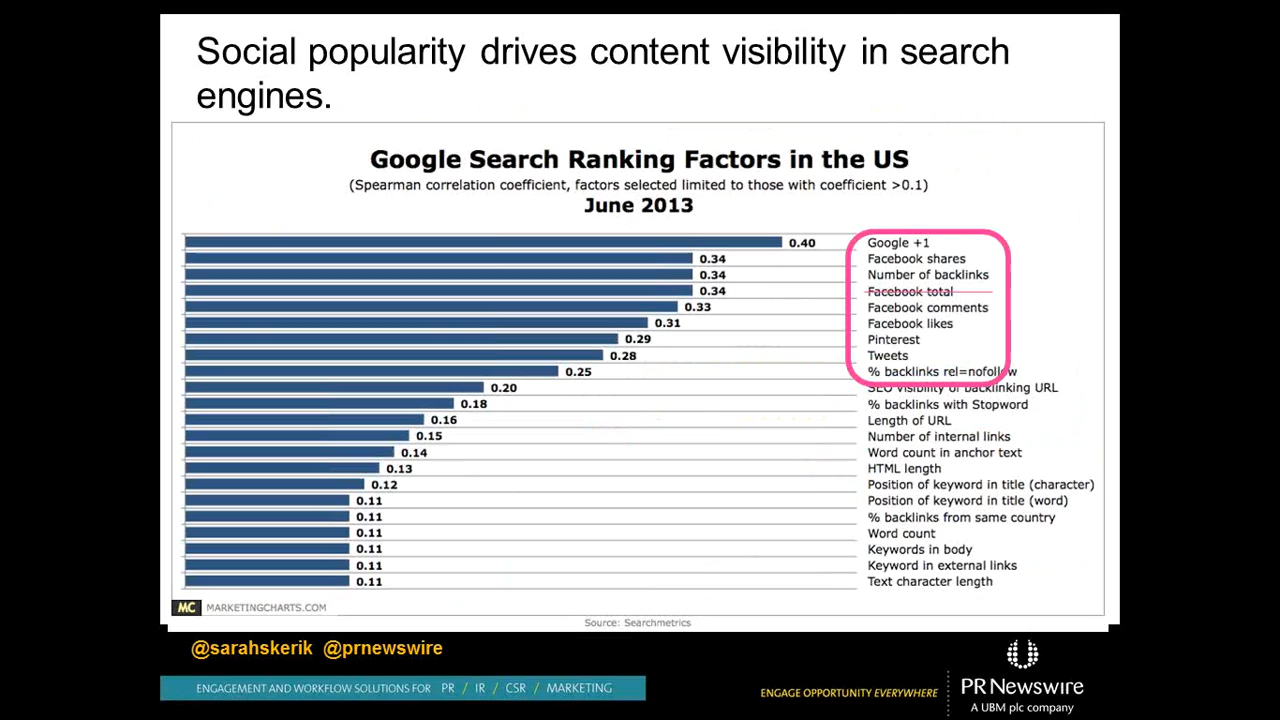 Social popularity drives content visibility in search
engines.
Google Search Ranking Factors in the US
(Spearman correlation coefficient, factors selected limited to those with coefficient >0.1)
June 2013
0.40 Google +1
0.34 Facebook shares
0.34 Number of backlinks
0.34 Facebook total
0.33 Facebook comments
0.31 Facebook likes
0.29 Pinterest
0.28 Tweets
0.25 % backlinks rel=nofollow
0.20 SEO visibility of backlinking URL
0.18 % backlinks with Stopword
0.16 Length of URL
0.15 Number of internal links
0.14 Word count in anchor text
0.13 HTML length
0.12 Position of keyword in title (character)
0.11 Position of keyword in title (word)
0.11 % backlinks from same country
0.11 Word count
0.11 Keywords in body
0.11 Keyword in external links
0.11 Text character length
MC MARKETINGCHARTS.COM
Source: Searchmetrics
@sarahskerik @prnewswire
ENGAGEMENT AND WORKFLOW SOLUTIONS FOR PR / IR / CSR / MARKETING
ENGAGE OPPORTUNITY EVERYWHERE
PR Newswire
A UBM plc company